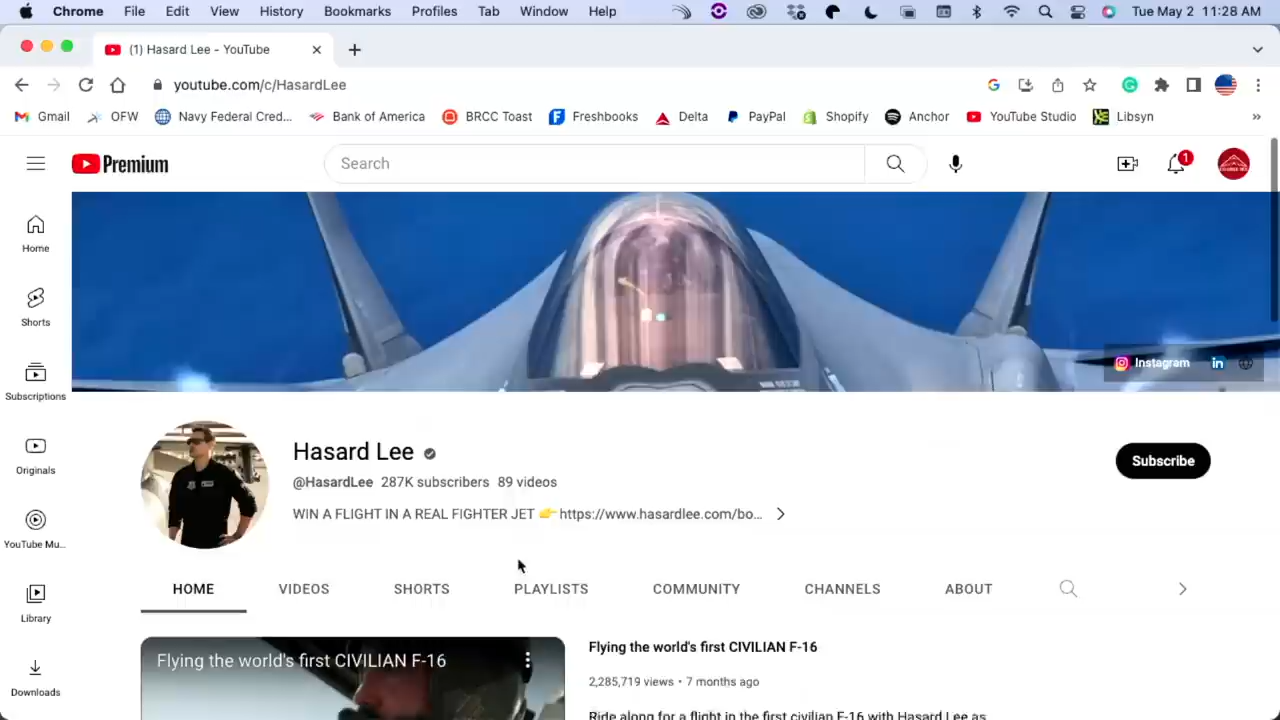 Chrome File Edit View History Bookmarks Profiles Tab Window Help Tue May 2 11:28 AM
(1) Hasard Lee - YouTube
youtube.com/c/HasardLee
Gmail OFW Navy Federal Cred... Bank of America BRCC Toast Freshbooks Delta PayPal Shopify Anchor YouTube Studio Libsyn »
Premium
Search
1
Home
Shorts
Subscriptions
Originals
YouTube Mu...
Library
Downloads
Instagram
in
Hasard Lee
@HasardLee 287K subscribers 89 videos
WIN A FLIGHT IN A REAL FIGHTER JET 👉 https://www.hasardlee.com/bo...
Subscribe
HOME VIDEOS SHORTS PLAYLISTS COMMUNITY CHANNELS ABOUT
Flying the world's first CIVILIAN F-16
Flying the world's first CIVILIAN F-16
2,285,719 views • 7 months ago
Ride along for a flight in the first civilian F-16 with Hasard Lee as